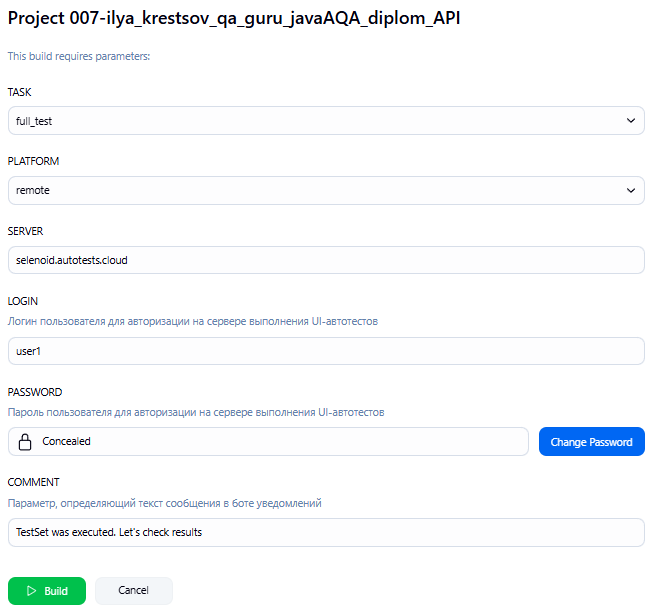 Project 007-ilya_krestsov_qa_guru_javaAQA_diplom_API
This build requires parameters:
TASK
full_test
PLATFORM
remote
SERVER
selenoid.autotests.cloud
LOGIN
Логин пользователя для авторизации на сервере выполнения UI-автотестов
user1
PASSWORD
Пароль пользователя для авторизации на сервере выполнения UI-автотестов
Concealed
Change Password
COMMENT
Параметр, определяющий текст сообщения в боте уведомлений
TestSet was executed. Let's check results
Build
Cancel